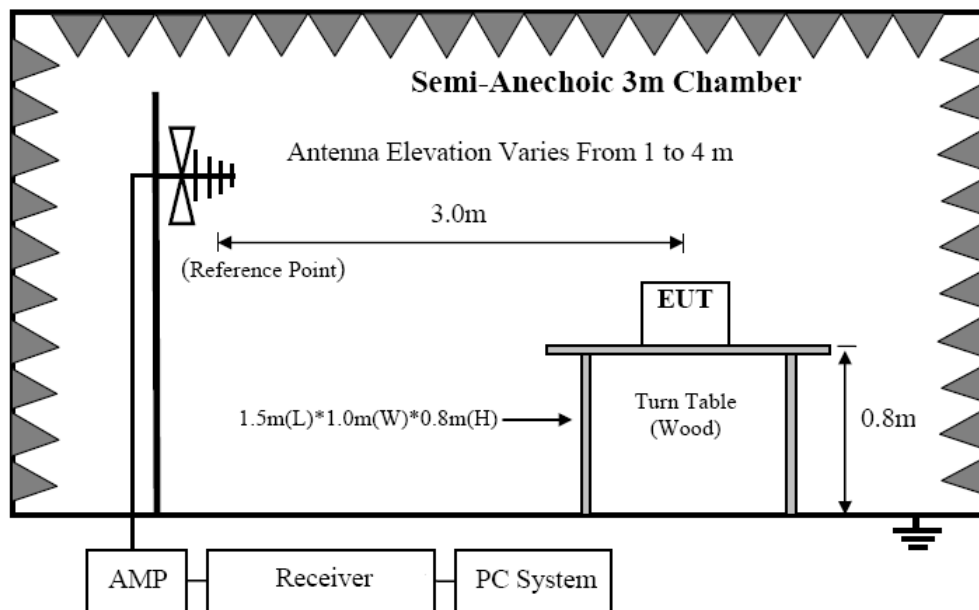 Semi-Anechoic 3m Chamber
Antenna Elevation Varies From 1 to 4 m
3.0m
(Reference Point)
EUT
1.5m(L)*1.0m(W)*0.8m(H)
Turn Table
(Wood)
0.8m
AMP
Receiver
PC System